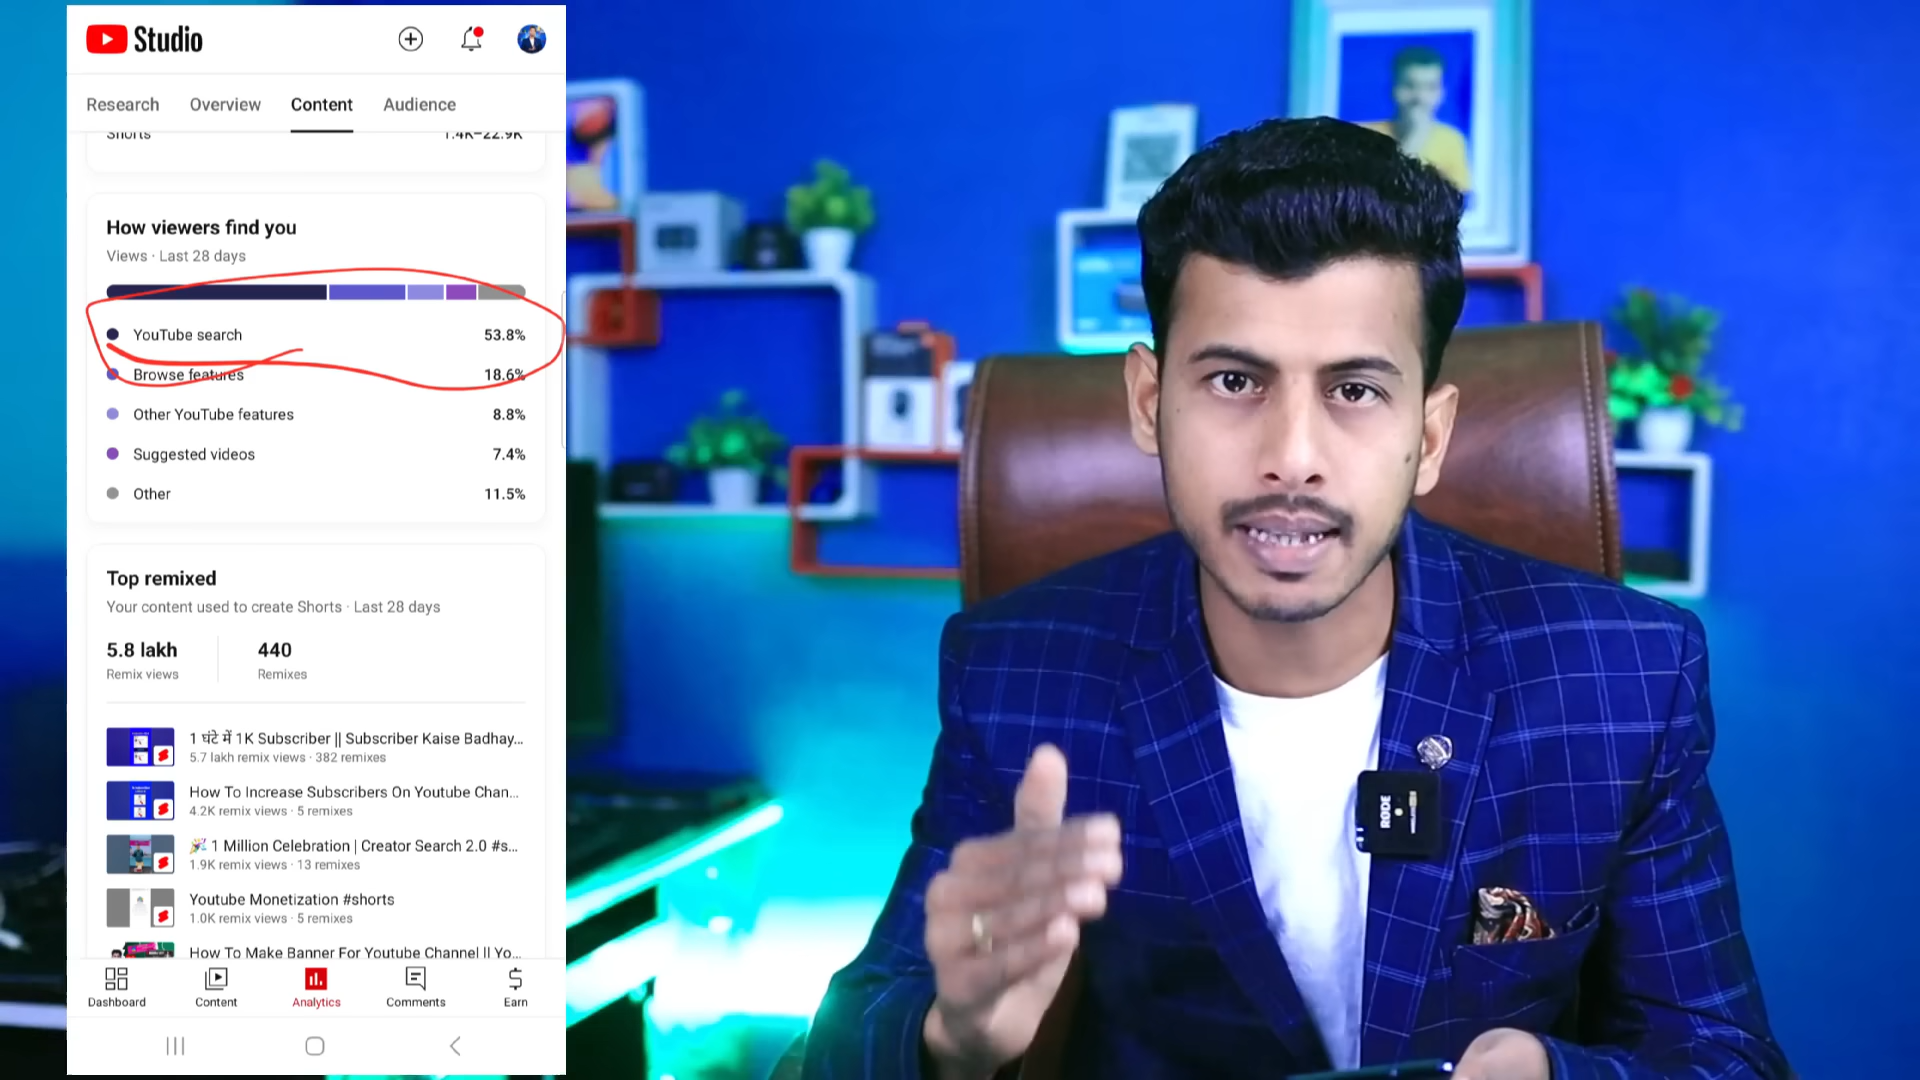 Studio
Research Overview Content Audience
Shorts 1.4K–22.9K
How viewers find you
Views · Last 28 days
YouTube search 53.8%
Browse features 18.6%
Other YouTube features 8.8%
Suggested videos 7.4%
Other 11.5%
Top remixed
Your content used to create Shorts · Last 28 days
5.8 lakh 440
Remix views Remixes
1 घंटे में 1K Subscriber || Subscriber Kaise Badhay...
5.7 lakh remix views · 382 remixes
How To Increase Subscribers On Youtube Chan...
4.2K remix views · 5 remixes
🎉 1 Million Celebration | Creator Search 2.0 #s...
1.9K remix views · 13 remixes
Youtube Monetization #shorts
1.0K remix views · 5 remixes
How To Make Banner For Youtube Channel || Yo...
Dashboard Content Analytics Comments Earn
RODE